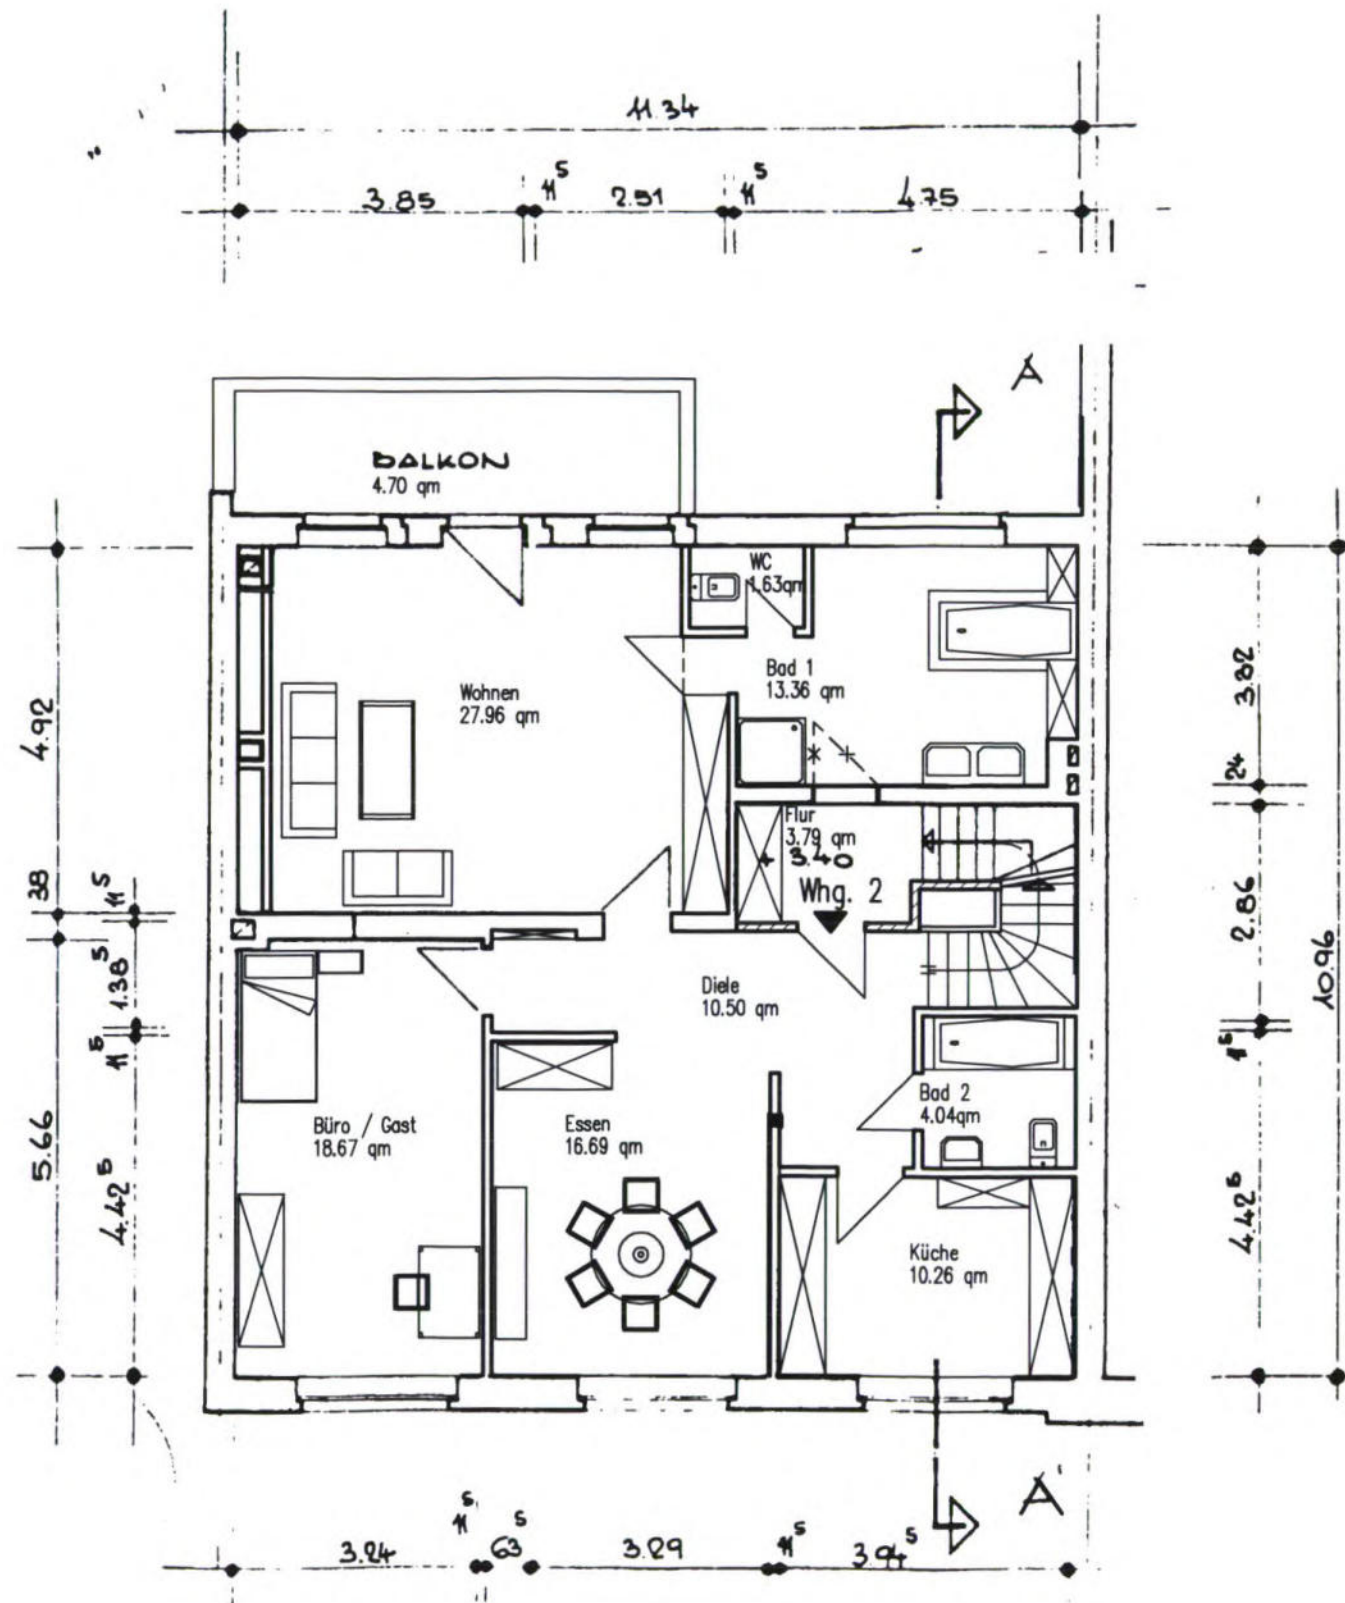 11.34
3.85 11⁵ 2.51 11⁵ 4.75
A
BALKON
4.70 qm
WC
1.63qm
Bad 1
13.36 qm
Wohnen
27.96 qm
Flur
3.79 qm
+ 3.40
Whg. 2
Diele
10.50 qm
Bad 2
4.04qm
Büro / Gast
18.67 qm
Essen
16.69 qm
Küche
10.26 qm
4.92
38
5.66
11⁵
1.38⁵
11⁵
4.42⁵
3.82
24
2.86
11⁵
4.42⁵
10.96
A'
3.24 11⁵ 63⁵ 3.29 11⁵ 3.94⁵